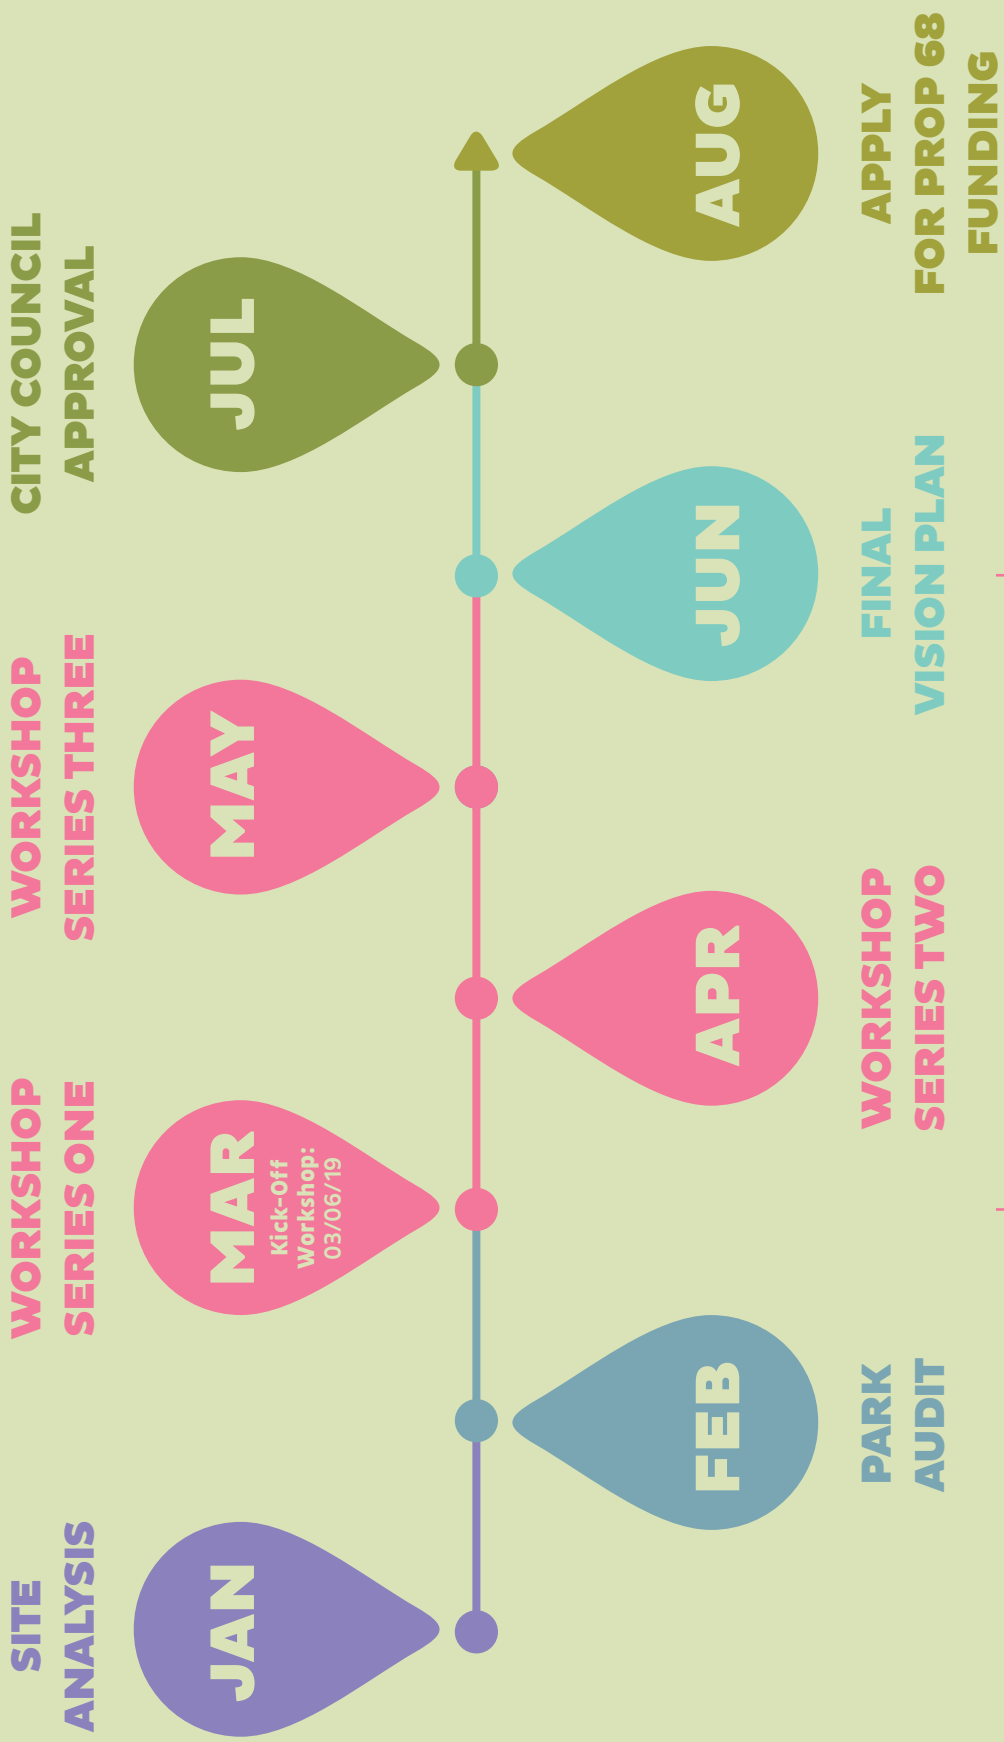 SITE
ANALYSIS
JAN
FEB
PARK
AUDIT
WORKSHOP
SERIES ONE
MAR
Kick-Off
Workshop:
03/06/19
APR
WORKSHOP
SERIES TWO
WORKSHOP
SERIES THREE
MAY
JUN
FINAL
VISION PLAN
CITY COUNCIL
APPROVAL
JUL
AUG
APPLY
FOR PROP 68
FUNDING